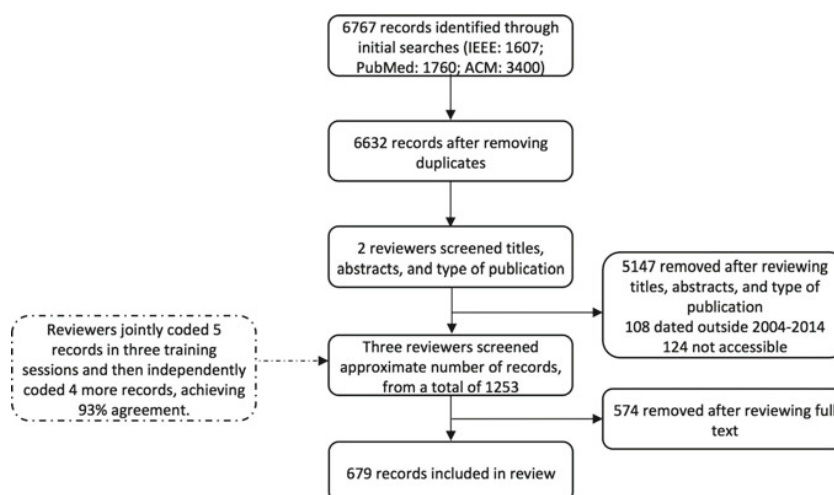 6767 records identified through
initial searches (IEEE: 1607;
PubMed: 1760; ACM: 3400)
6632 records after removing
duplicates
2 reviewers screened titles,
abstracts, and type of publication
5147 removed after reviewing
titles, abstracts, and type of
publication
108 dated outside 2004-2014
124 not accessible
Reviewers jointly coded 5
records in three training
sessions and then independently
coded 4 more records, achieving
93% agreement.
Three reviewers screened
approximate number of records,
from a total of 1253
574 removed after reviewing full
text
679 records included in review